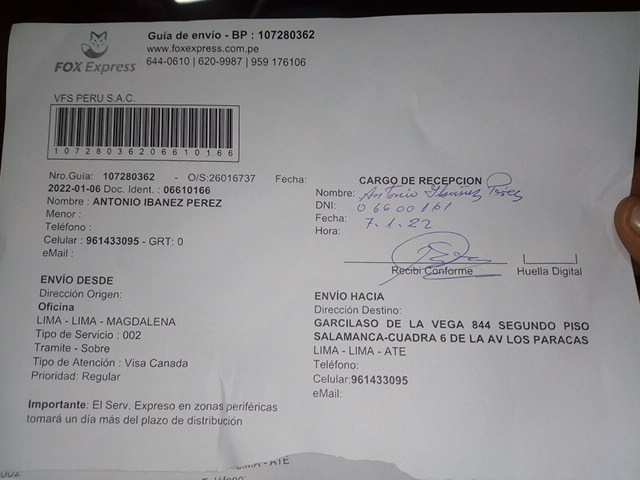 FOX Express
Guía de envío - BP : 107280362
www.foxexpress.com.pe
644-0610 | 620-9987 | 959 176106
VFS PERU S.A.C.
10728036206610166
Nro.Guía: 107280362 - O/S:26016737 Fecha:
2022-01-06 Doc. Ident. : 06610166
Nombre : ANTONIO IBANEZ PEREZ
Menor :
Teléfono :
Celular : 961433095 - GRT: 0
eMail :
CARGO DE RECEPCION
Nombre: Antonio Ibanez Perez
DNI:
Fecha: 7.1.22
Hora:
Recibi Conforme
Huella Digital
ENVÍO DESDE
Dirección Origen:
Oficina
LIMA - LIMA - MAGDALENA
Tipo de Servicio : 002
Tramite - Sobre
Tipo de Atención : Visa Canada
Prioridad: Regular
ENVÍO HACIA
Dirección Destino:
GARCILASO DE LA VEGA 844 SEGUNDO PISO
SALAMANCA-CUADRA 6 DE LA AV LOS PARACAS
LIMA - LIMA - ATE
Teléfono:
Celular:961433095
eMail:
Importante: El Serv. Expreso en zonas periféricas
tomará un día más del plazo de distribución
LIMA - ATE